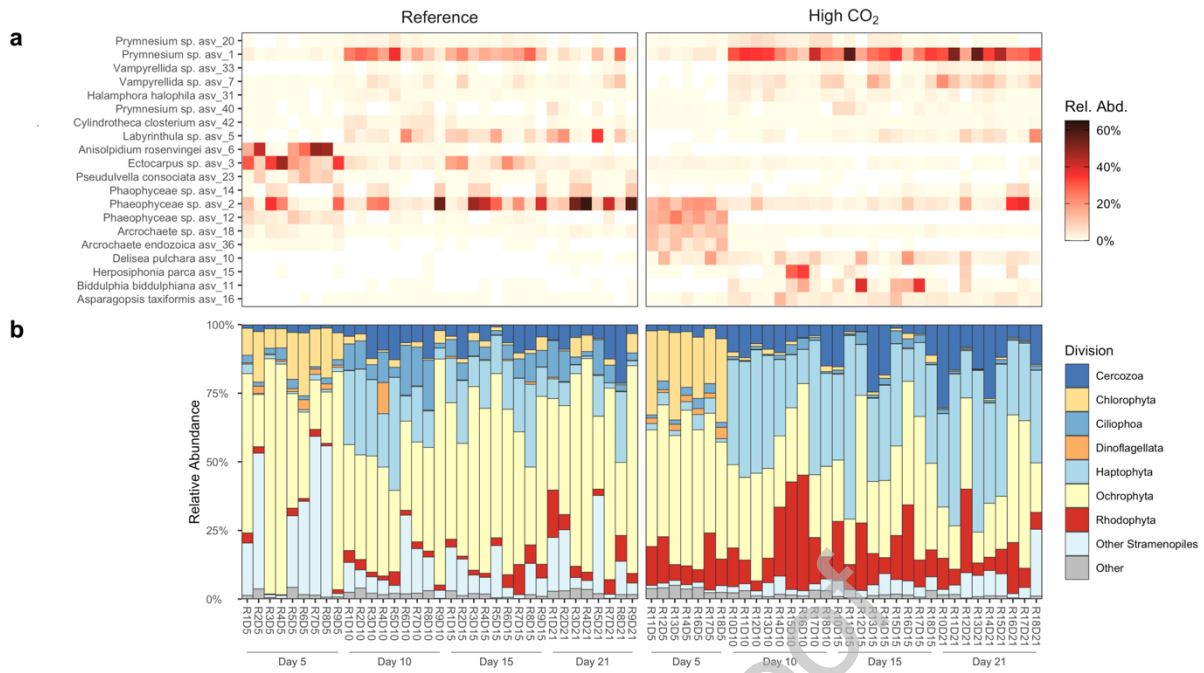 Reference
High CO₂
a
Prymnesium sp. asv_20
Prymnesium sp. asv_1
Vampyrellida sp. asv_33
Vampyrellida sp. asv_7
Halamphora halophila asv_31
Prymnesium sp. asv_40
Cylindrotheca closterium asv_42
Labyrinthula sp. asv_5
Anisolpidium rosenvingei asv_6
Ectocarpus sp. asv_3
Pseudulvella consociata asv_23
Phaophyceae sp. asv_14
Phaeophyceae sp. asv_2
Phaeophyceae sp. asv_12
Arcrochaete sp. asv_18
Arcrochaete endozoica asv_36
Delisea pulchara asv_10
Herposiphonia parca asv_15
Biddulphia biddulphiana asv_11
Asparagopsis taxiformis asv_16
Rel. Abd.
60%
40%
20%
0%
b
Relative Abundance
100%
75%
50%
25%
0%
Division
Cercozoa
Chlorophyta
Ciliophoa
Dinoflagellata
Haptophyta
Ochrophyta
Rhodophyta
Other Stramenopiles
Other
R1D5
R2D5
R3D5
R4D5
R5D5
R6D5
R7D5
R8D5
R9D5
R1D10
R2D10
R3D10
R4D10
R5D10
R6D10
R7D10
R8D10
R9D10
R1D15
R2D15
R3D15
R4D15
R5D15
R6D15
R7D15
R8D15
R9D15
R1D21
R2D21
R3D21
R4D21
R5D21
R7D21
R8D21
R9D21
R11D5
R12D5
R13D5
R14D5
R16D5
R17D5
R18D5
R10D10
R11D10
R12D10
R13D10
R14D10
R15D10
R16D10
R17D10
R18D10
R10D15
R11D15
R12D15
R13D15
R14D15
R15D15
R16D15
R17D15
R18D15
R10D21
R11D21
R12D21
R13D21
R14D21
R15D21
R16D21
R17D21
R18D21
Day 5
Day 10
Day 15
Day 21
Day 5
Day 10
Day 15
Day 21